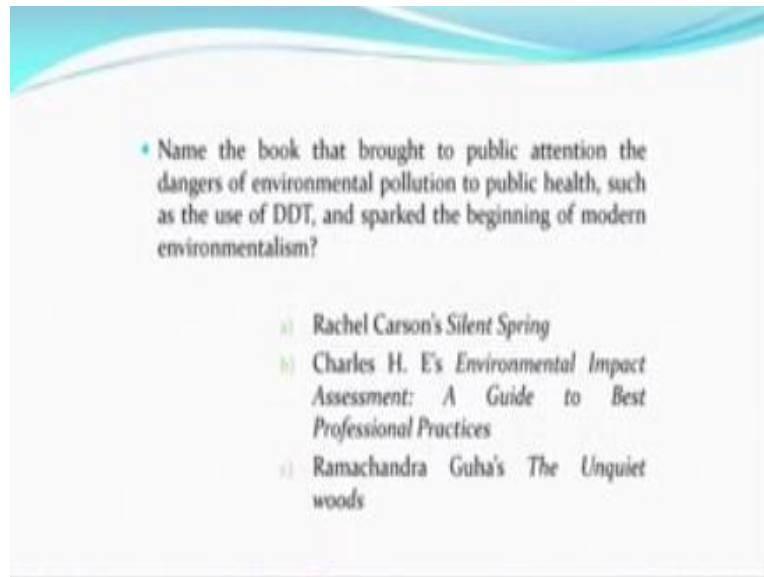 • Name the book that brought to public attention the
dangers of environmental pollution to public health, such
as the use of DDT, and sparked the beginning of modern
environmentalism?
a) Rachel Carson's Silent Spring
b) Charles H. E's Environmental Impact
Assessment: A Guide to Best
Professional Practices
c) Ramachandra Guha's The Unquiet
woods